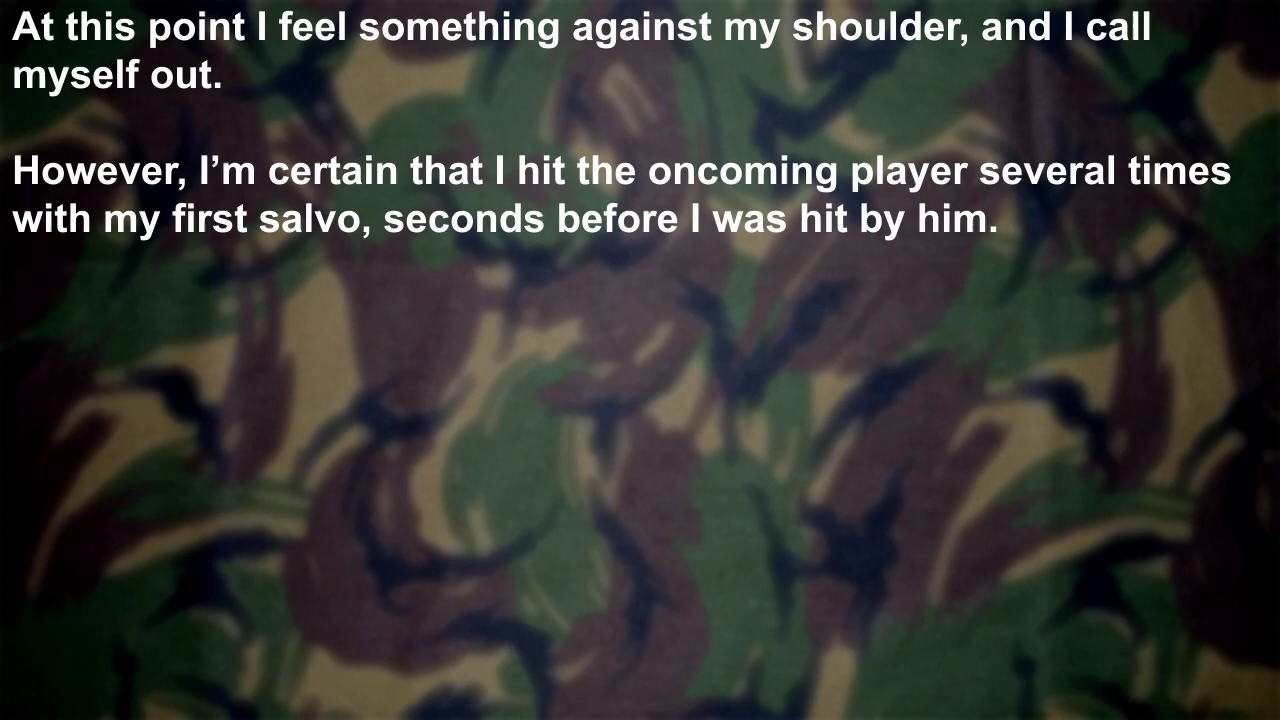 At this point I feel something against my shoulder, and I call
myself out.
However, I’m certain that I hit the oncoming player several times
with my first salvo, seconds before I was hit by him.